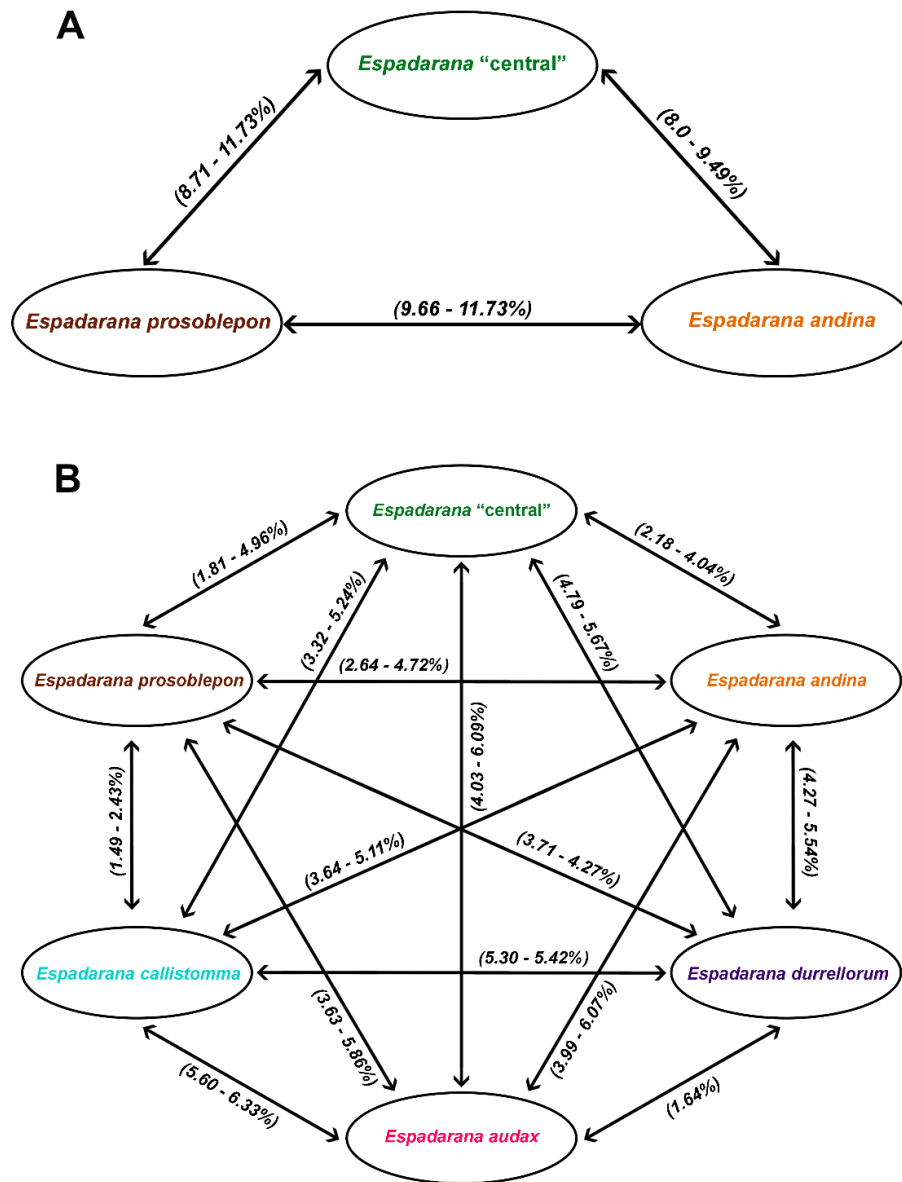 A
Espadarana “central”
(8.71 - 11.73%)
(8.0 - 9.49%)
(9.66 - 11.73%)
Espadarana prosoblepon
Espadarana andina
B
Espadarana “central”
(1.81 - 4.96%)
(2.18 - 4.04%)
(3.32 - 5.24%)
(4.79 - 5.67%)
(2.64 - 4.72%)
Espadarana prosoblepon
Espadarana andina
(4.03 - 6.09%)
(1.49 - 2.43%)
(4.27 - 5.54%)
(3.64 - 5.11%)
(3.71 - 4.27%)
(5.30 - 5.42%)
Espadarana callistomma
Espadarana durrellorum
(3.63 - 5.86%)
(3.99 - 6.07%)
(5.60 - 6.33%)
(1.64%)
Espadarana audax